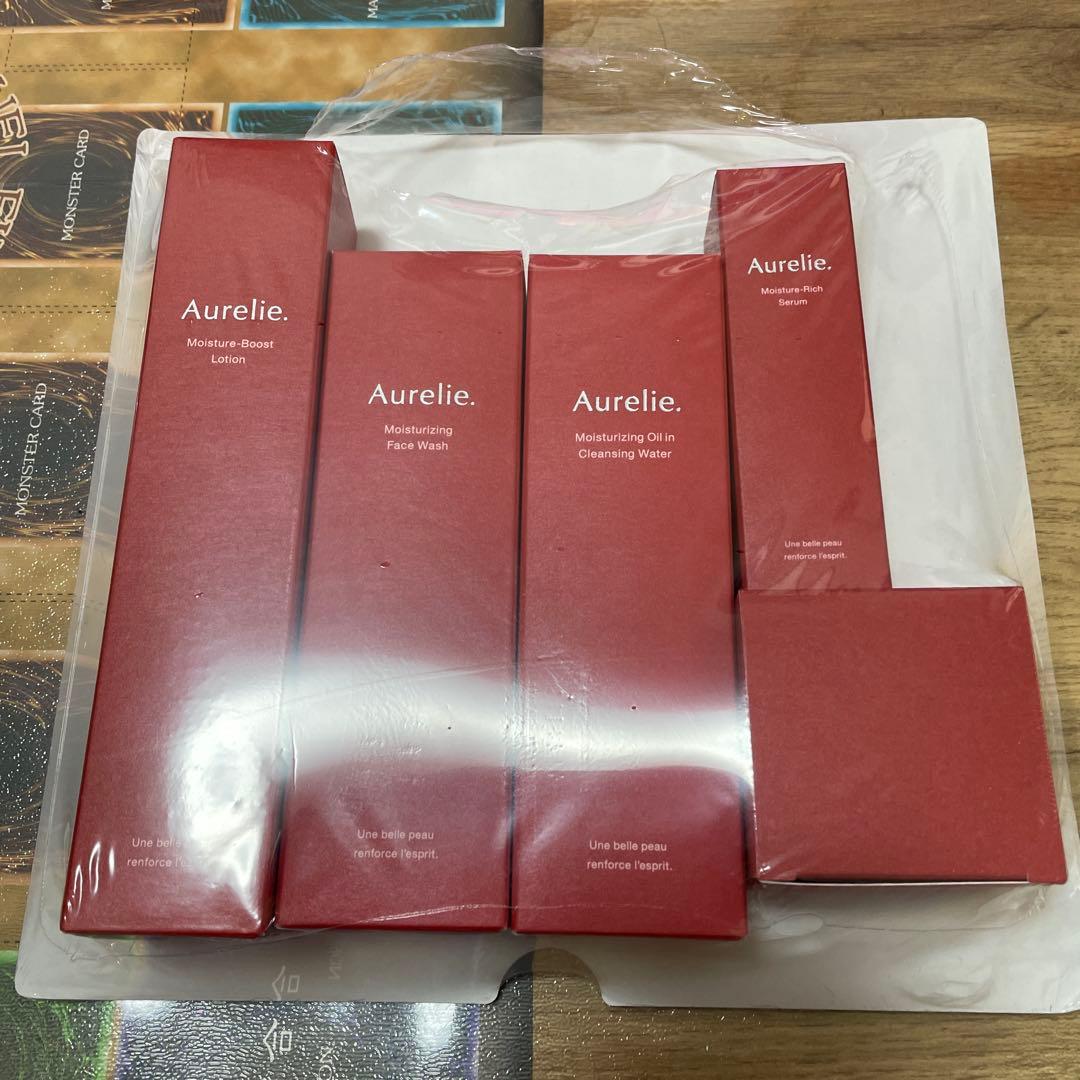 MONSTER CARD
MONSTER CARD
Aurelie.
Moisture-Boost
Lotion
Une belle
renforce l'es
Aurelie.
Moisturizing
Face Wash
Une belle peau
renforce l'esprit.
Aurelie.
Moisturizing Oil in
Cleansing Water
Une belle peau
renforce l'esprit.
Aurelie.
Moisture-Rich
Serum
Une belle peau
renforce l'esprit.